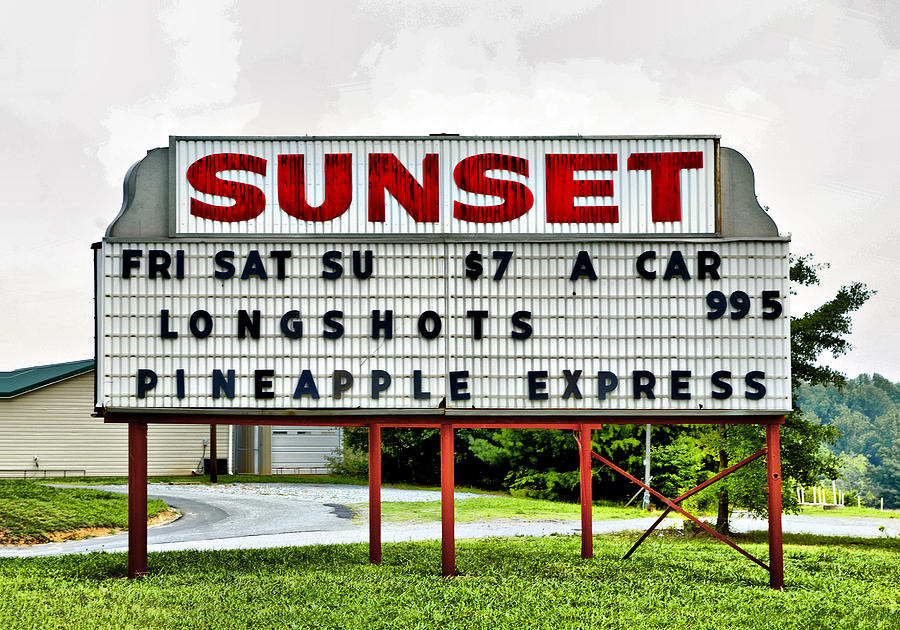 SUNSET
FRI SAT SU $7 A CAR
995
LONGSHOTS
PINEAPPLE EXPRESS